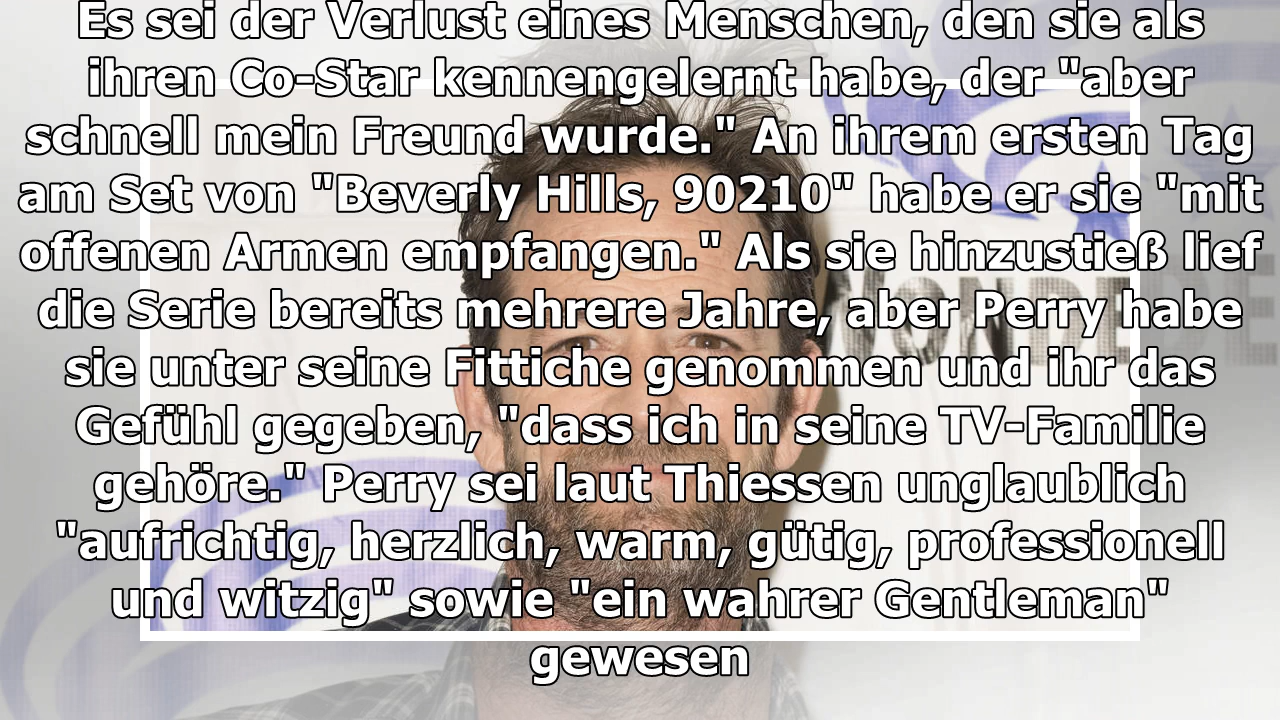 Es sei der Verlust eines Menschen, den sie als
ihren Co-Star kennengelernt habe, der "aber
schnell mein Freund wurde." An ihrem ersten Tag
am Set von "Beverly Hills, 90210" habe er sie "mit
offenen Armen empfangen." Als sie hinzustieß lief
die Serie bereits mehrere Jahre, aber Perry habe
sie unter seine Fittiche genommen und ihr das
Gefühl gegeben, "dass ich in seine TV-Familie
gehöre." Perry sei laut Thiessen unglaublich
"aufrichtig, herzlich, warm, gütig, professionell
und witzig" sowie "ein wahrer Gentleman"
gewesen